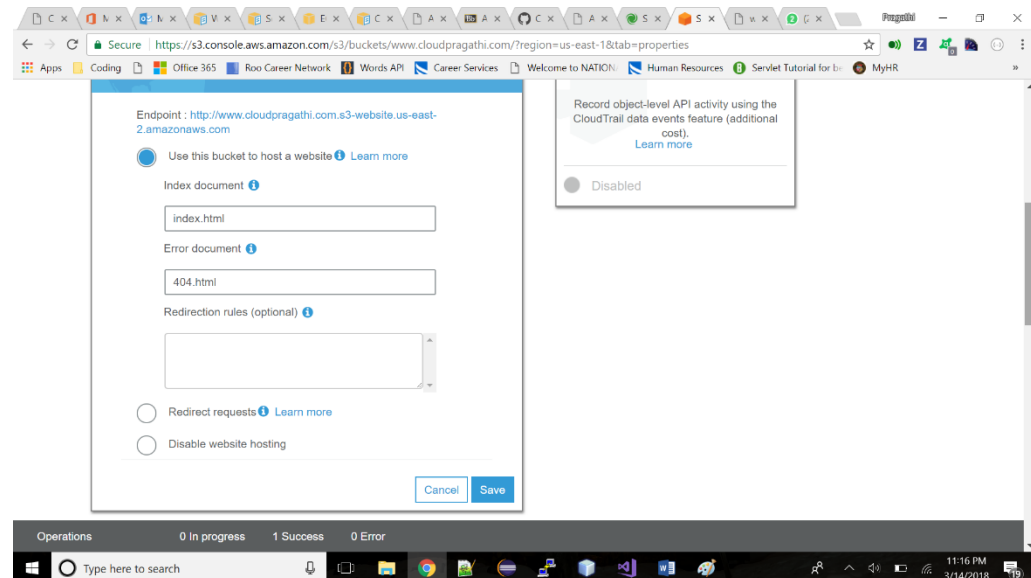 C
N
N
V
S
E
C
A
A
C
A
S
S
w
C
Pragathi
Secure
https://s3.console.aws.amazon.com/s3/buckets/www.cloudpragathi.com/?region=us-east-1&tab=properties
Apps
Coding
Office 365
Roo Career Network
Words API
Career Services
Welcome to NATION
Human Resources
Servlet Tutorial for be
MyHR
»
Endpoint : http://www.cloudpragathi.com.s3-website.us-east-
2.amazonaws.com
Use this bucket to host a website Learn more
Index document
index.html
Error document
404.html
Redirection rules (optional)
Redirect requests Learn more
Disable website hosting
Cancel
Save
Record object-level API activity using the
CloudTrail data events feature (additional
cost).
Learn more
Disabled
Operations
0 In progress
1 Success
0 Error
Type here to search
11:16 PM
3/14/2018
19